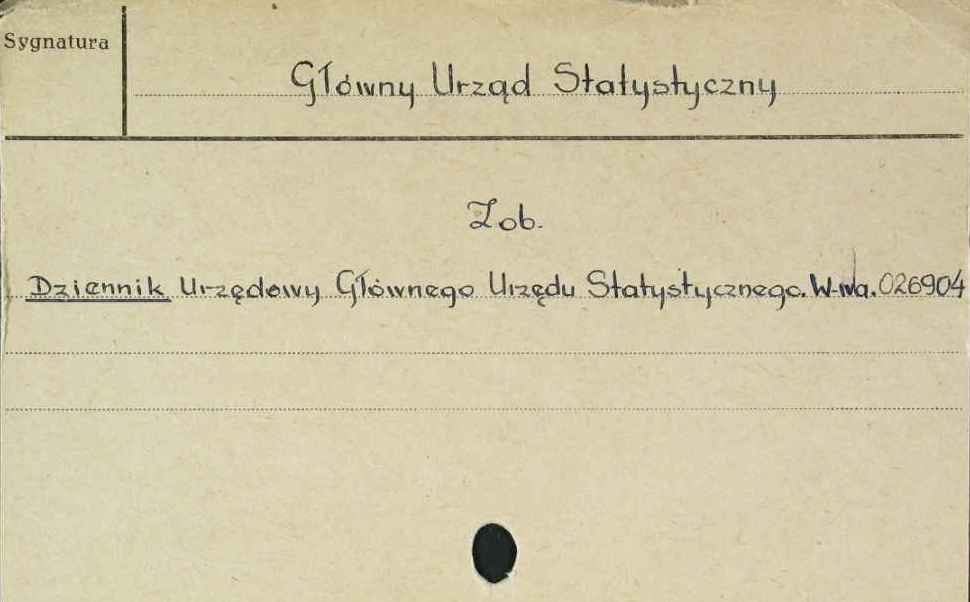 Sygnatura
Główny Urząd Statystyczny
Zob.
Dziennik Urzędowy Głównego Urzędu Statystycznego. W-wa. 026904